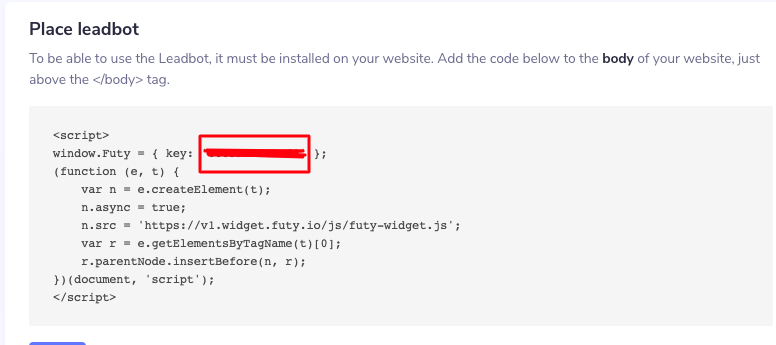 Place leadbot
To be able to use the Leadbot, it must be installed on your website. Add the code below to the body of your website, just
above the </body> tag.
<script>
window.Futy = { key: };
(function (e, t) {
    var n = e.createElement(t);
    n.async = true;
    n.src = 'https://v1.widget.futy.io/js/futy-widget.js';
    var r = e.getElementsByTagName(t)[0];
    r.parentNode.insertBefore(n, r);
})(document, 'script');
</script>